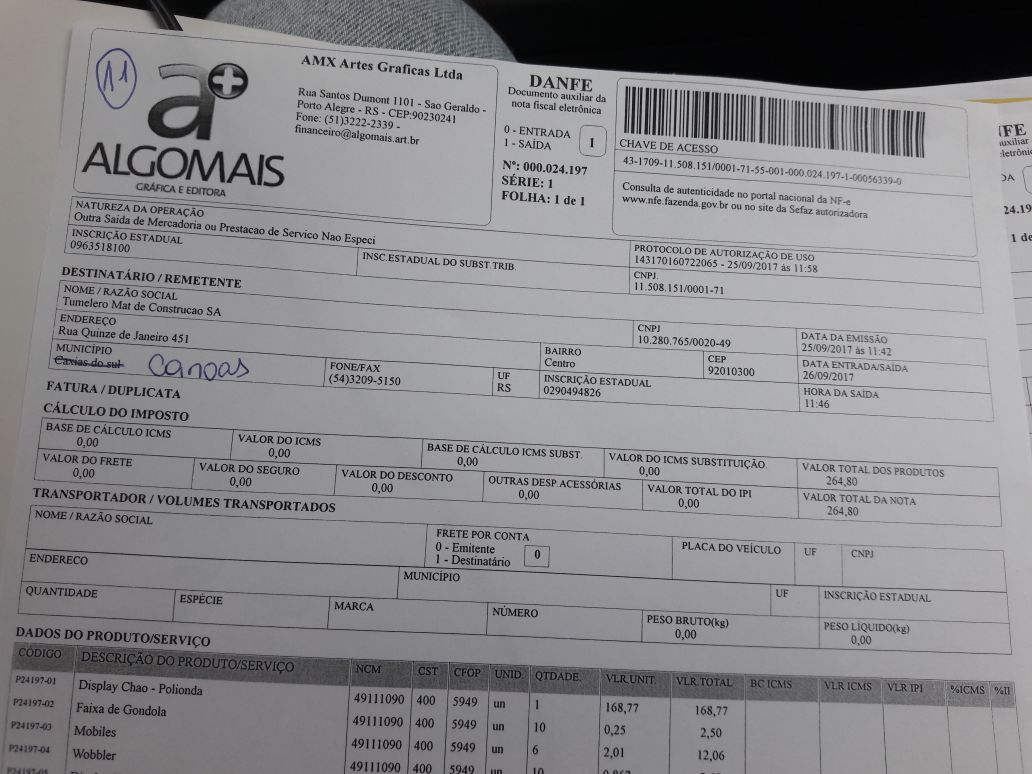 11
a+
ALGOMAIS
GRÁFICA E EDITORA
AMX Artes Graficas Ltda
Rua Santos Dumont 1101 - Sao Geraldo -
Porto Alegre - RS - CEP:90230241
Fone: (51)3222-2339 -
financeiro@algomais.art.br
DANFE
Documento auxiliar da
nota fiscal eletrônica
0 - ENTRADA
1 - SAÍDA
1
Nº: 000.024.197
SÉRIE: 1
FOLHA: 1 de 1
CHAVE DE ACESSO
43-1709-11.508.151/0001-71-55-001-000.024.197-1-00056339-0
Consulta de autenticidade no portal nacional da NF-e
www.nfe.fazenda.gov.br ou no site da Sefaz autorizadora
NATUREZA DA OPERAÇÃO
Outra Saida de Mercadoria ou Prestacao de Servico Nao Especi
PROTOCOLO DE AUTORIZAÇÃO DE USO
143170160722065 - 25/09/2017 às 11:58
INSCRIÇÃO ESTADUAL
0963518100
INSC.ESTADUAL DO SUBST.TRIB.
CNPJ.
11.508.151/0001-71
DESTINATÁRIO / REMETENTE
NOME / RAZÃO SOCIAL
Tumelero Mat de Construcao SA
CNPJ
10.280.765/0020-49
DATA DA EMISSÃO
25/09/2017 às 11:42
ENDEREÇO
Rua Quinze de Janeiro 451
BAIRRO
Centro
CEP
92010300
DATA ENTRADA/SAÍDA
26/09/2017
MUNICÍPIO
Caxias do sul Canoas
FONE/FAX
(54)3209-5150
UF
RS
INSCRIÇÃO ESTADUAL
0290494826
HORA DA SAÍDA
11:46
FATURA / DUPLICATA
CÁLCULO DO IMPOSTO
BASE DE CÁLCULO ICMS
0,00
VALOR DO ICMS
0,00
BASE DE CÁLCULO ICMS SUBST.
0,00
VALOR DO ICMS SUBSTITUIÇÃO.
0,00
VALOR TOTAL DOS PRODUTOS
264,80
VALOR DO FRETE
0,00
VALOR DO SEGURO
0,00
VALOR DO DESCONTO
0,00
OUTRAS DESP.ACESSÓRIAS
0,00
VALOR TOTAL DO IPI
0,00
VALOR TOTAL DA NOTA
264,80
TRANSPORTADOR / VOLUMES TRANSPORTADOS
NOME / RAZÃO SOCIAL
FRETE POR CONTA
0 - Emitente
1 - Destinatário
0
PLACA DO VEÍCULO
UF
CNPJ
ENDERECO
MUNICÍPIO
UF
INSCRIÇÃO ESTADUAL
QUANTIDADE
ESPÉCIE
MARCA
NÚMERO
PESO BRUTO(kg)
0,00
PESO LÍQUIDO(kg)
0,00
DADOS DO PRODUTO/SERVIÇO
CÓDIGO DESCRIÇÃO DO PRODUTO/SERVIÇO NCM CST CFOP UNID. QTDADE. VLR.UNIT. VLR.TOTAL BC ICMS VLR ICMS VLR IPI %ICMS %II
P24197-01 Display Chao - Polionda 49111090 400 5949 un 1 168,77 168,77
P24197-02 Faixa de Gondola 49111090 400 5949 un 10 0,25 2,50
P24197-03 Mobiles 49111090 400 5949 un 6 2,01 12,06
P24197-04 Wobbler 49111090 400 5949 un 10